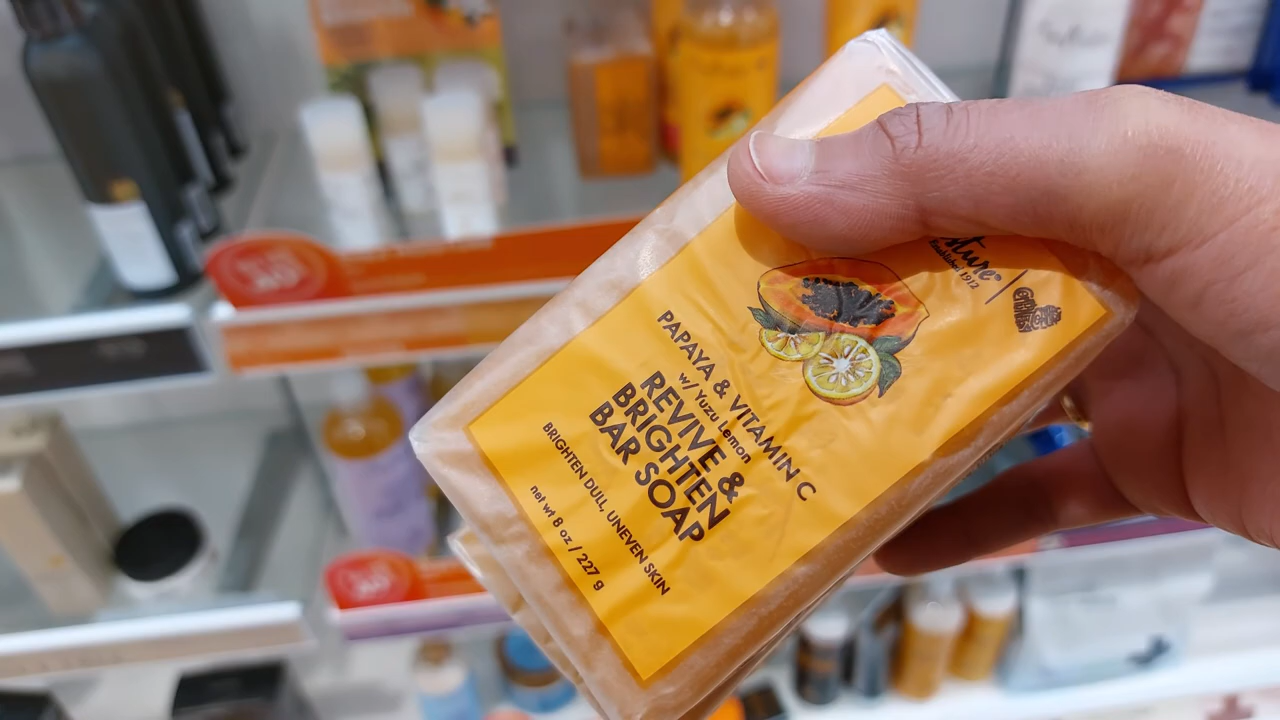 Established 1912
PAPAYA & VITAMIN C
w/ Yuzu Lemon
REVIVE &
BRIGHTEN
BAR SOAP
BRIGHTEN DULL, UNEVEN SKIN
net wt 8 oz / 227 g